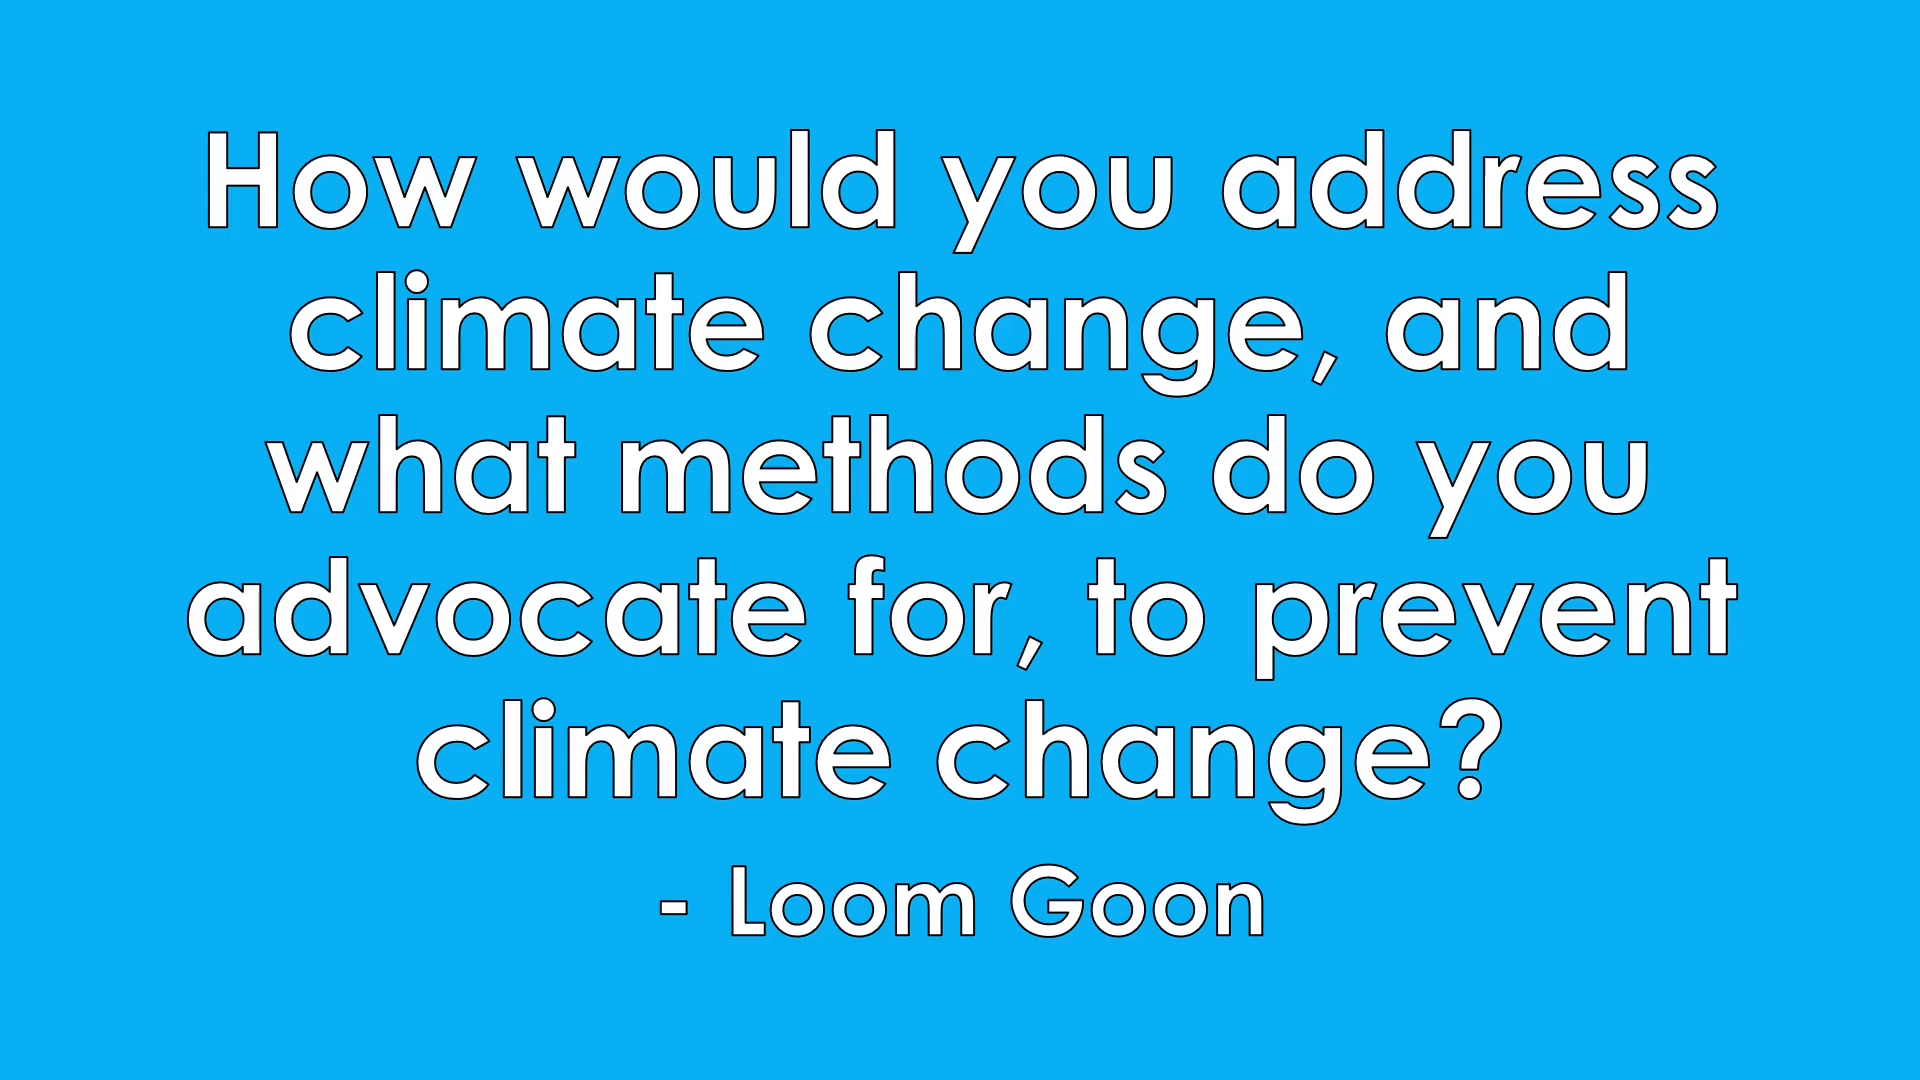 How would you address
climate change, and
what methods do you
advocate for, to prevent
climate change?
- Loom Goon